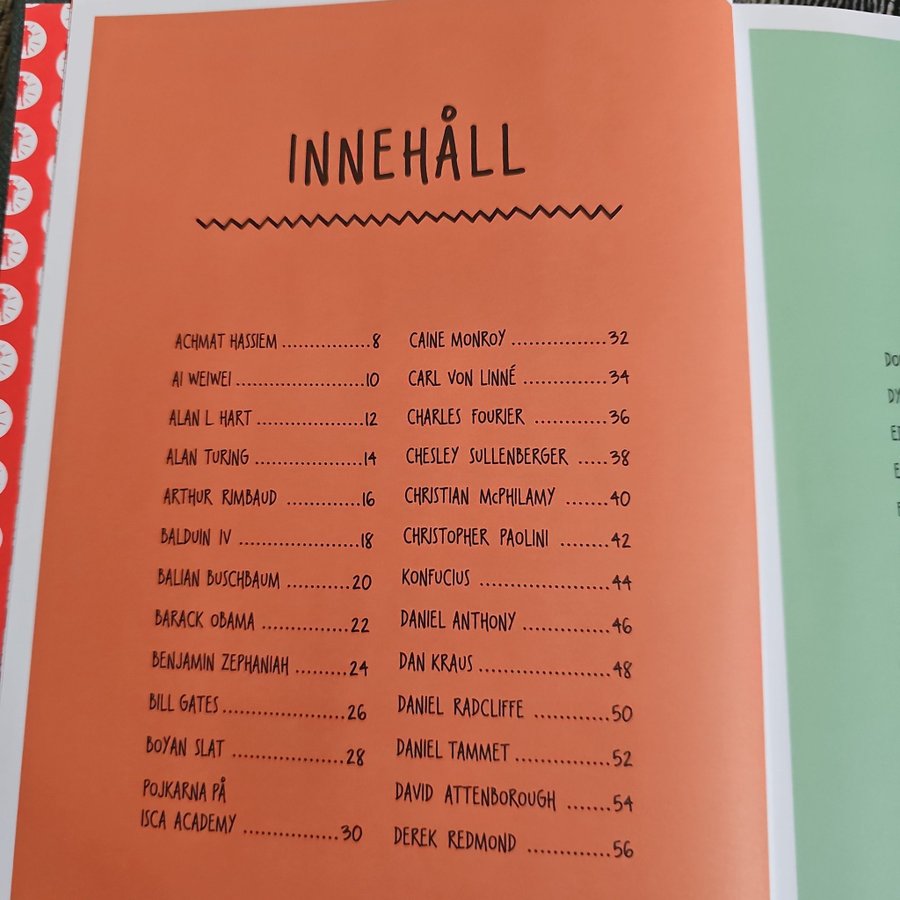 INNEHÅLL
ACHMAT HASSIEM ...............8
AI WEIWEI ......................10
ALAN L HART ..................12
ALAN TURING ..................14
ARTHUR RIMBAUD ............16
BALDUIN IV .....................18
BALIAN BUSCHBAUM ..........20
BARACK OBAMA ...............22
BENJAMIN ZEPHANIAH ........24
BILL GATES .....................26
BOYAN SLAT ...................28
POJKARNA PÅ
ISCA ACADEMY ................30
CAINE MONROY ................32
CARL VON LINNÉ ..............34
CHARLES FOURIER .............36
CHESLEY SULLENBERGER .....38
CHRISTIAN McPHILAMY ......40
CHRISTOPHER PAOLINI ........42
KONFUCIUS .....................44
DANIEL ANTHONY ..............46
DAN KRAUS .....................48
DANIEL RADCLIFFE ............50
DANIEL TAMMET ...............52
DAVID ATTENBOROUGH .......54
DEREK REDMOND ..............56